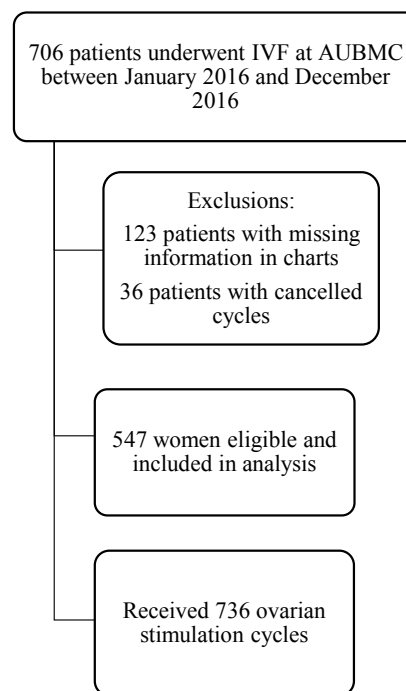 706 patients underwent IVF at AUBMC
between January 2016 and December
2016
Exclusions:
123 patients with missing
information in charts
36 patients with cancelled
cycles
547 women eligible and
included in analysis
Received 736 ovarian
stimulation cycles